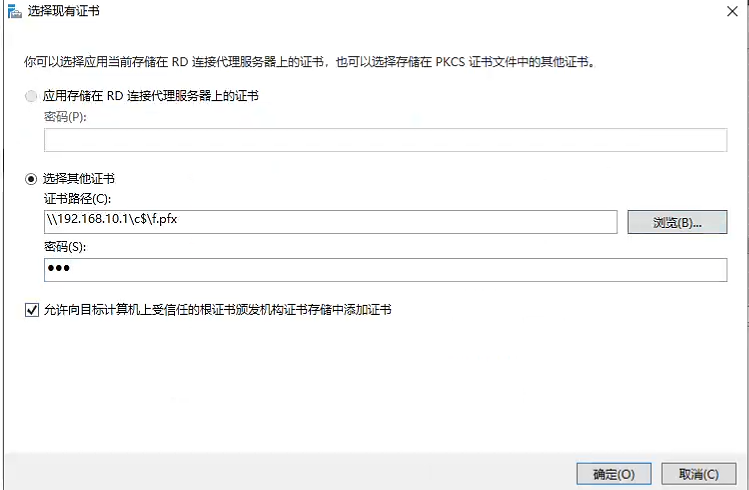 选择现有证书
你可以选择应用当前存储在 RD 连接代理服务器上的证书，也可以选择存储在 PKCS 证书文件中的其他证书。
应用存储在 RD 连接代理服务器上的证书
密码(P):
选择其他证书
证书路径(C):
\\192.168.10.1\c$\f.pfx
浏览(B)...
密码(S):
●●●
允许向目标计算机上受信任的根证书颁发机构证书存储中添加证书
确定(O)
取消(C)